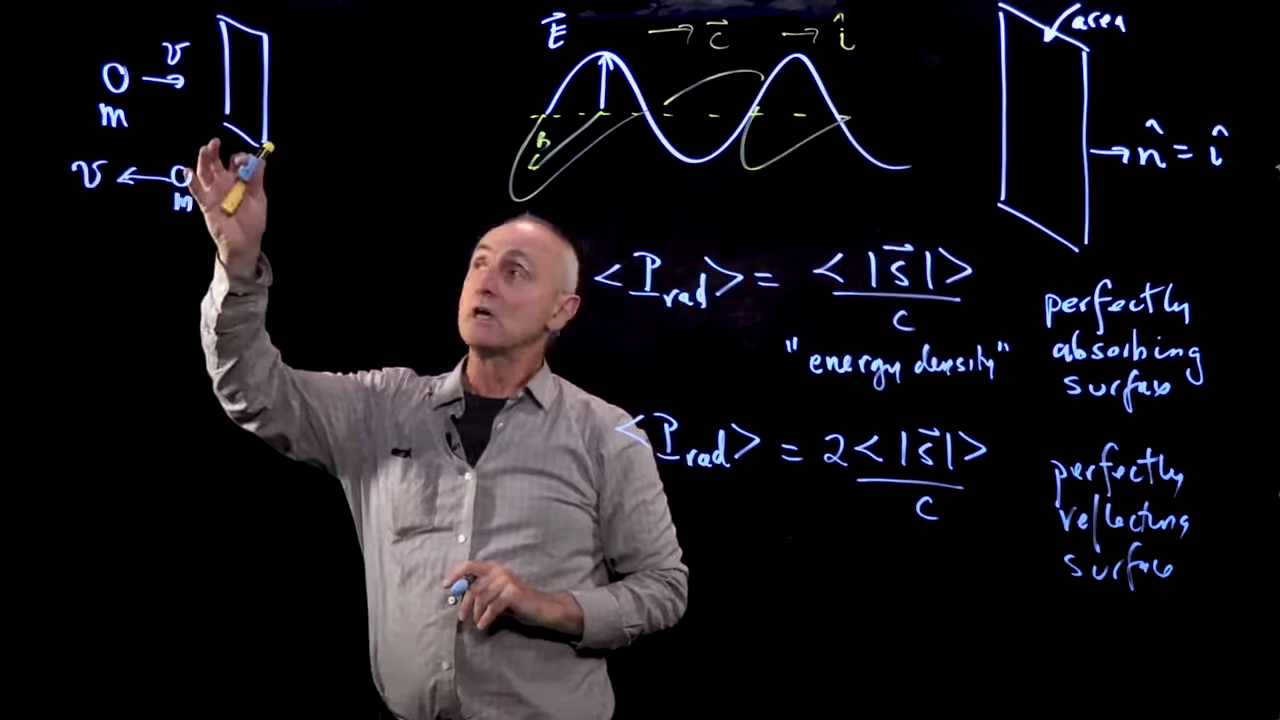 v
m
v
m
E⃗ → c⃗ → î
B
area
n̂ = î
<P_rad> = <|S⃗|> / c
"energy density"
perfectly
absorbing
surface
<P_rad> = 2<|S⃗|> / c
perfectly
reflecting
surface